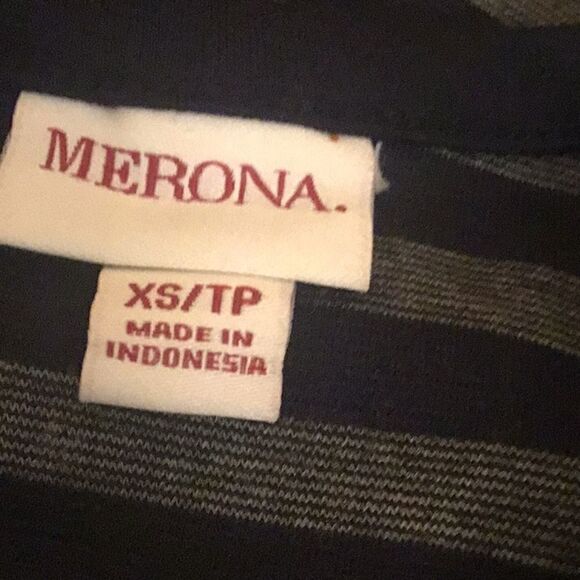 MERONA.
XS/TP
MADE IN
INDONESIA